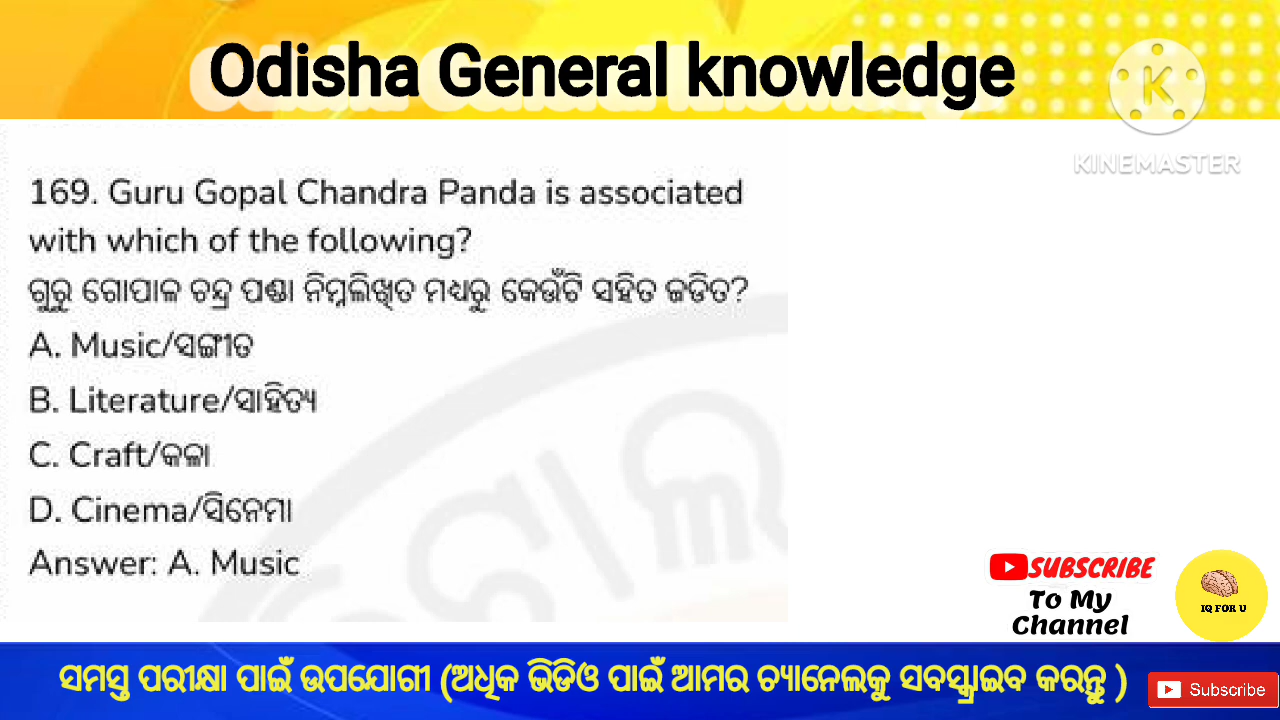 Odisha General knowledge
K
KINEMASTER
169. Guru Gopal Chandra Panda is associated
with which of the following?
ଗୁରୁ ଗୋପାଳ ଚନ୍ଦ୍ର ପଣ୍ଡା ନିମ୍ନଲିଖିତ ମଧ୍ୟରୁ କେଉଁଟି ସହିତ ଜଡିତ?
A. Music/ସଙ୍ଗୀତ
B. Literature/ସାହିତ୍ୟ
C. Craft/କଳା
D. Cinema/ସିନେମା
Answer: A. Music
SUBSCRIBE
To My
Channel
IQ FOR U
ସମସ୍ତ ପରୀକ୍ଷା ପାଇଁ ଉପଯୋଗୀ (ଅଧିକ ଭିଡିଓ ପାଇଁ ଆମର ଚ୍ୟାନେଲକୁ ସବସ୍କ୍ରାଇବ କରନ୍ତୁ )
Subscribe